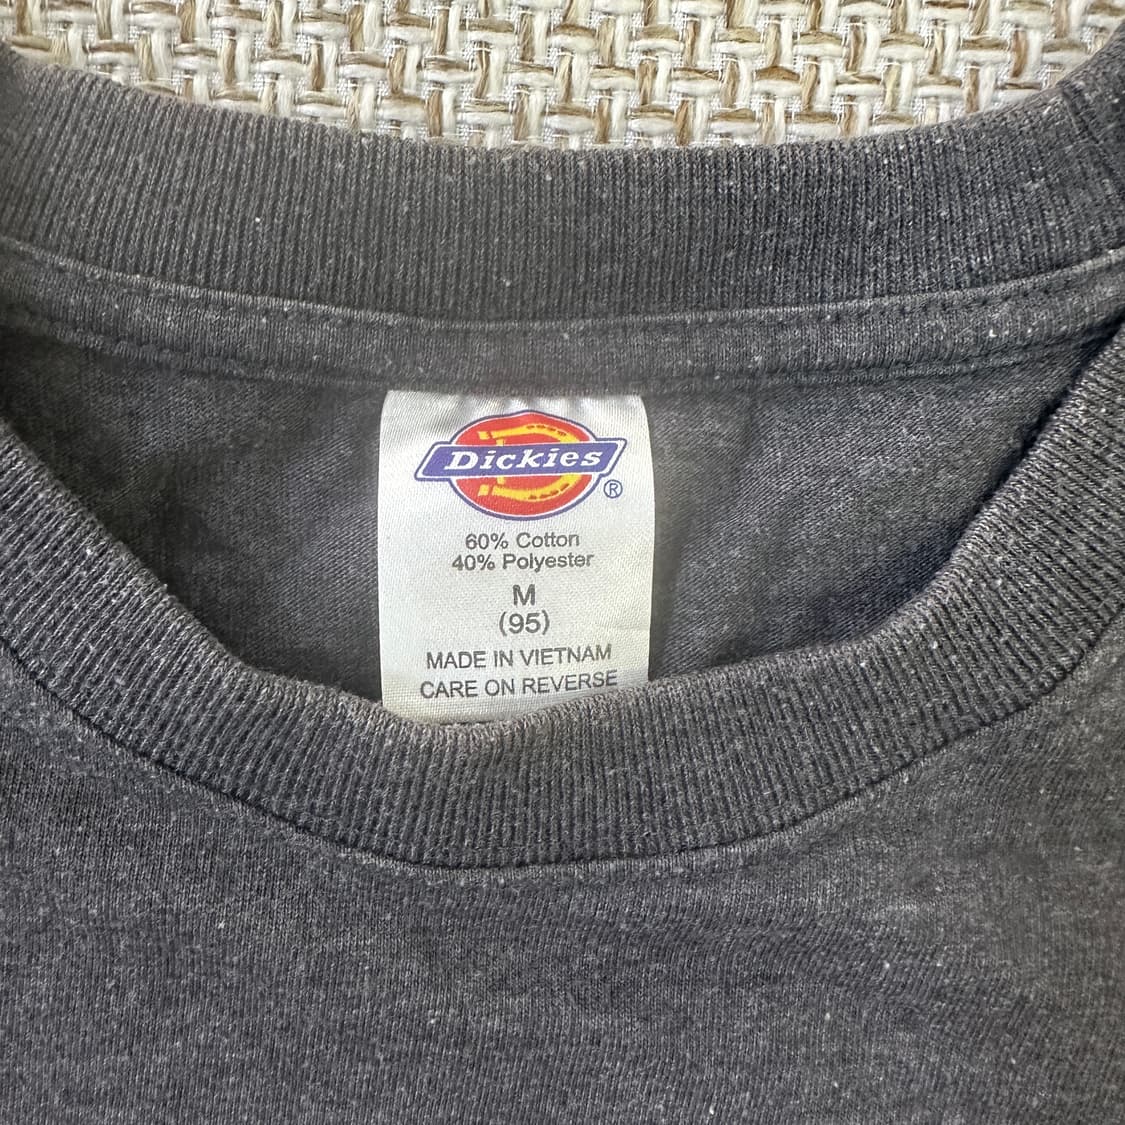 Dickies
®
60% Cotton
40% Polyester
M
(95)
MADE IN VIETNAM
CARE ON REVERSE